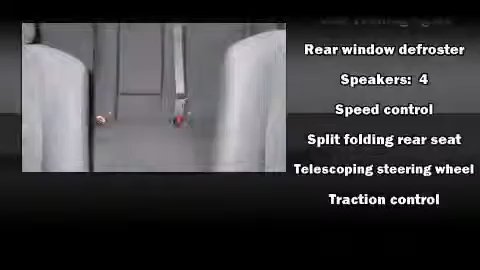 Rear window defroster
Speakers: 4
Speed control
Split folding rear seat
Telescoping steering wheel
Traction control